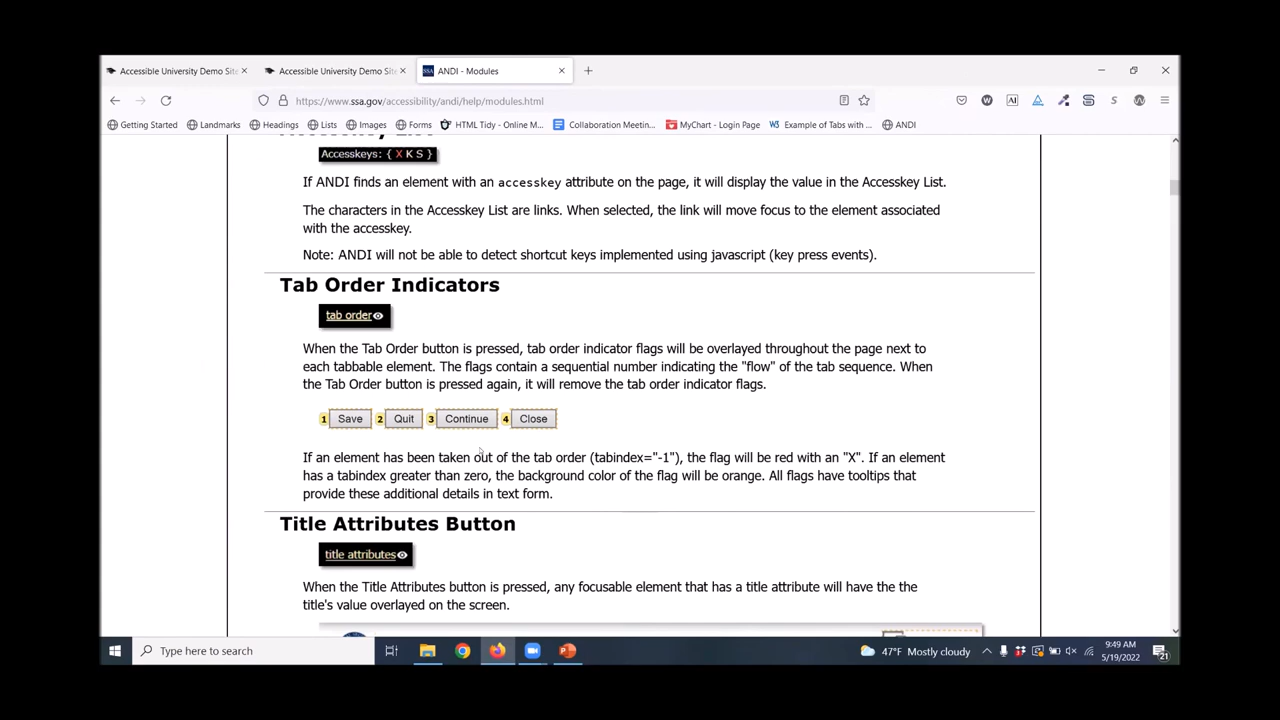 Accessible University Demo Sit
Accessible University Demo Sit
SSA
ANDI - Modules
https://www.ssa.gov/accessibility/andi/help/modules.html
Getting Started
Landmarks
Headings
Lists
Images
Forms
HTML Tidy - Online M...
Collaboration Meetin...
MyChart - Login Page
W3 Example of Tabs with ...
ANDI
Accesskeys: { X K S }
If ANDI finds an element with an accesskey attribute on the page, it will display the value in the Accesskey List.
The characters in the Accesskey List are links. When selected, the link will move focus to the element associated
with the accesskey.
Note: ANDI will not be able to detect shortcut keys implemented using javascript (key press events).
Tab Order Indicators
tab order
When the Tab Order button is pressed, tab order indicator flags will be overlayed throughout the page next to
each tabbable element. The flags contain a sequential number indicating the "flow" of the tab sequence. When
the Tab Order button is pressed again, it will remove the tab order indicator flags.
1 Save 2 Quit 3 Continue 4 Close
If an element has been taken out of the tab order (tabindex="-1"), the flag will be red with an "X". If an element
has a tabindex greater than zero, the background color of the flag will be orange. All flags have tooltips that
provide these additional details in text form.
Title Attributes Button
title attributes
When the Title Attributes button is pressed, any focusable element that has a title attribute will have the the
title's value overlayed on the screen.
Type here to search
47°F Mostly cloudy
9:49 AM
5/19/2022
21